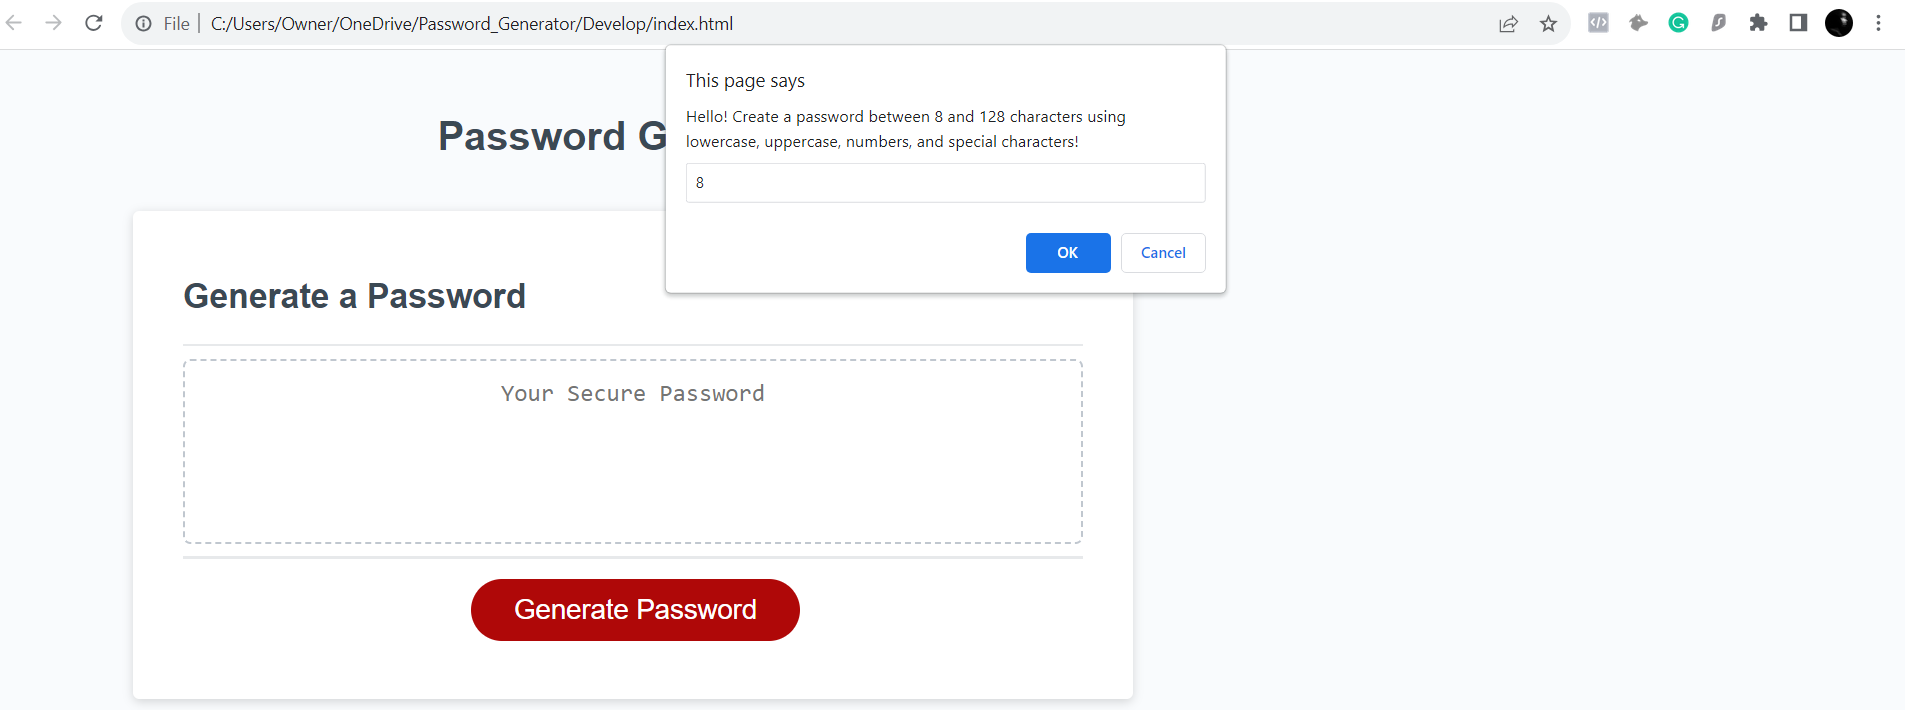 File | C:/Users/Owner/OneDrive/Password_Generator/Develop/index.html
This page says
Hello! Create a password between 8 and 128 characters using
lowercase, uppercase, numbers, and special characters!
8
OK Cancel
Password G
Generate a Password
Your Secure Password
Generate Password